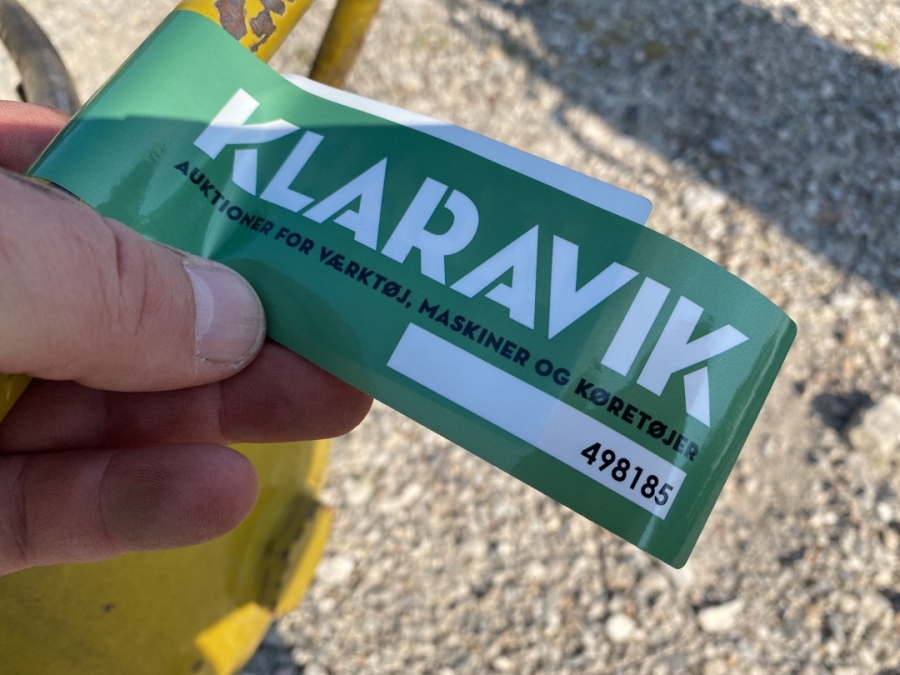 KLARAVIK
AUKTIONER FOR VÆRKTØJ, MASKINER OG KØRETØJER
498185